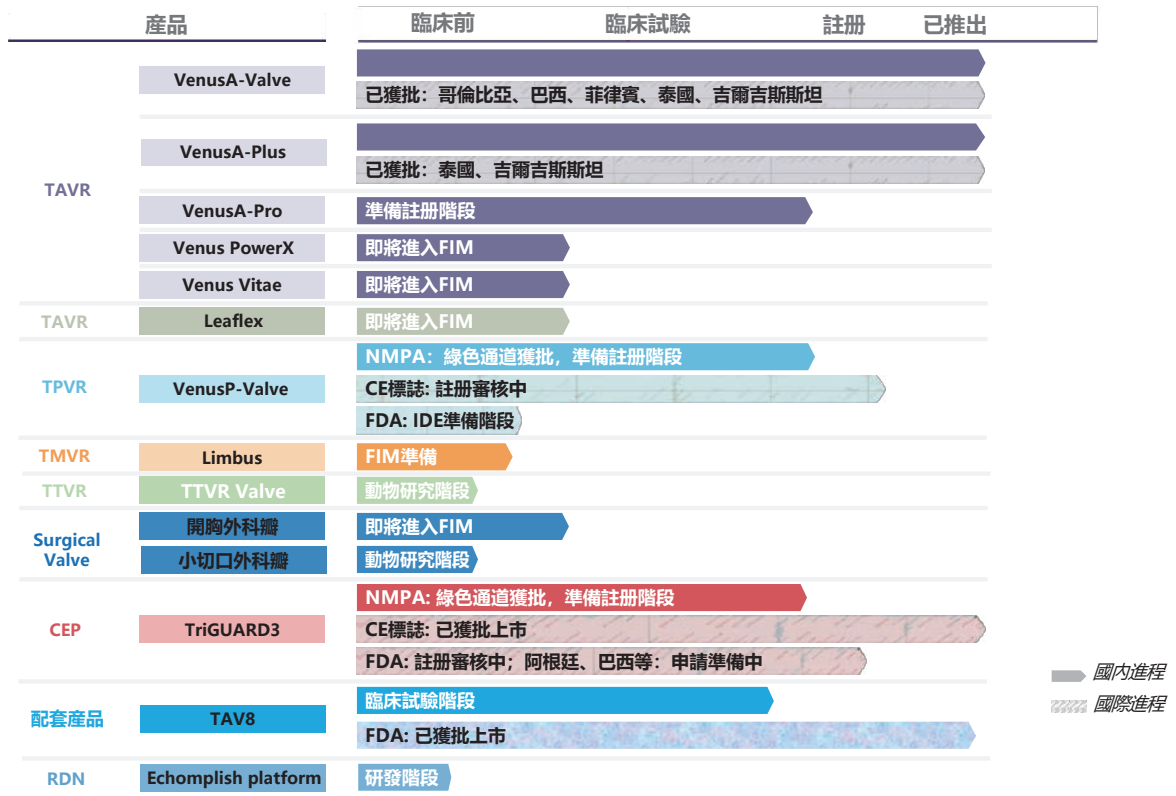 産品
臨床前
臨床試驗
註册
已推出
TAVR
VenusA-Valve
已獲批：哥倫比亞、巴西、菲律賓、泰國、吉爾吉斯斯坦
VenusA-Plus
已獲批：泰國、吉爾吉斯斯坦
VenusA-Pro
準備註册階段
Venus PowerX
即將進入FIM
Venus Vitae
即將進入FIM
TAVR
Leaflex
即將進入FIM
TPVR
VenusP-Valve
NMPA：綠色通道獲批，準備註册階段
CE標誌: 註册審核中
FDA: IDE準備階段
TMVR
Limbus
FIM準備
TTVR
TTVR Valve
動物研究階段
Surgical
Valve
開胸外科瓣
即將進入FIM
小切口外科瓣
動物研究階段
CEP
TriGUARD3
NMPA: 綠色通道獲批，準備註册階段
CE標誌: 已獲批上市
FDA: 註册審核中；阿根廷、巴西等：申請準備中
配套産品
TAV8
臨床試驗階段
FDA: 已獲批上市
RDN
Echomplish platform
研發階段
國内進程
國際進程